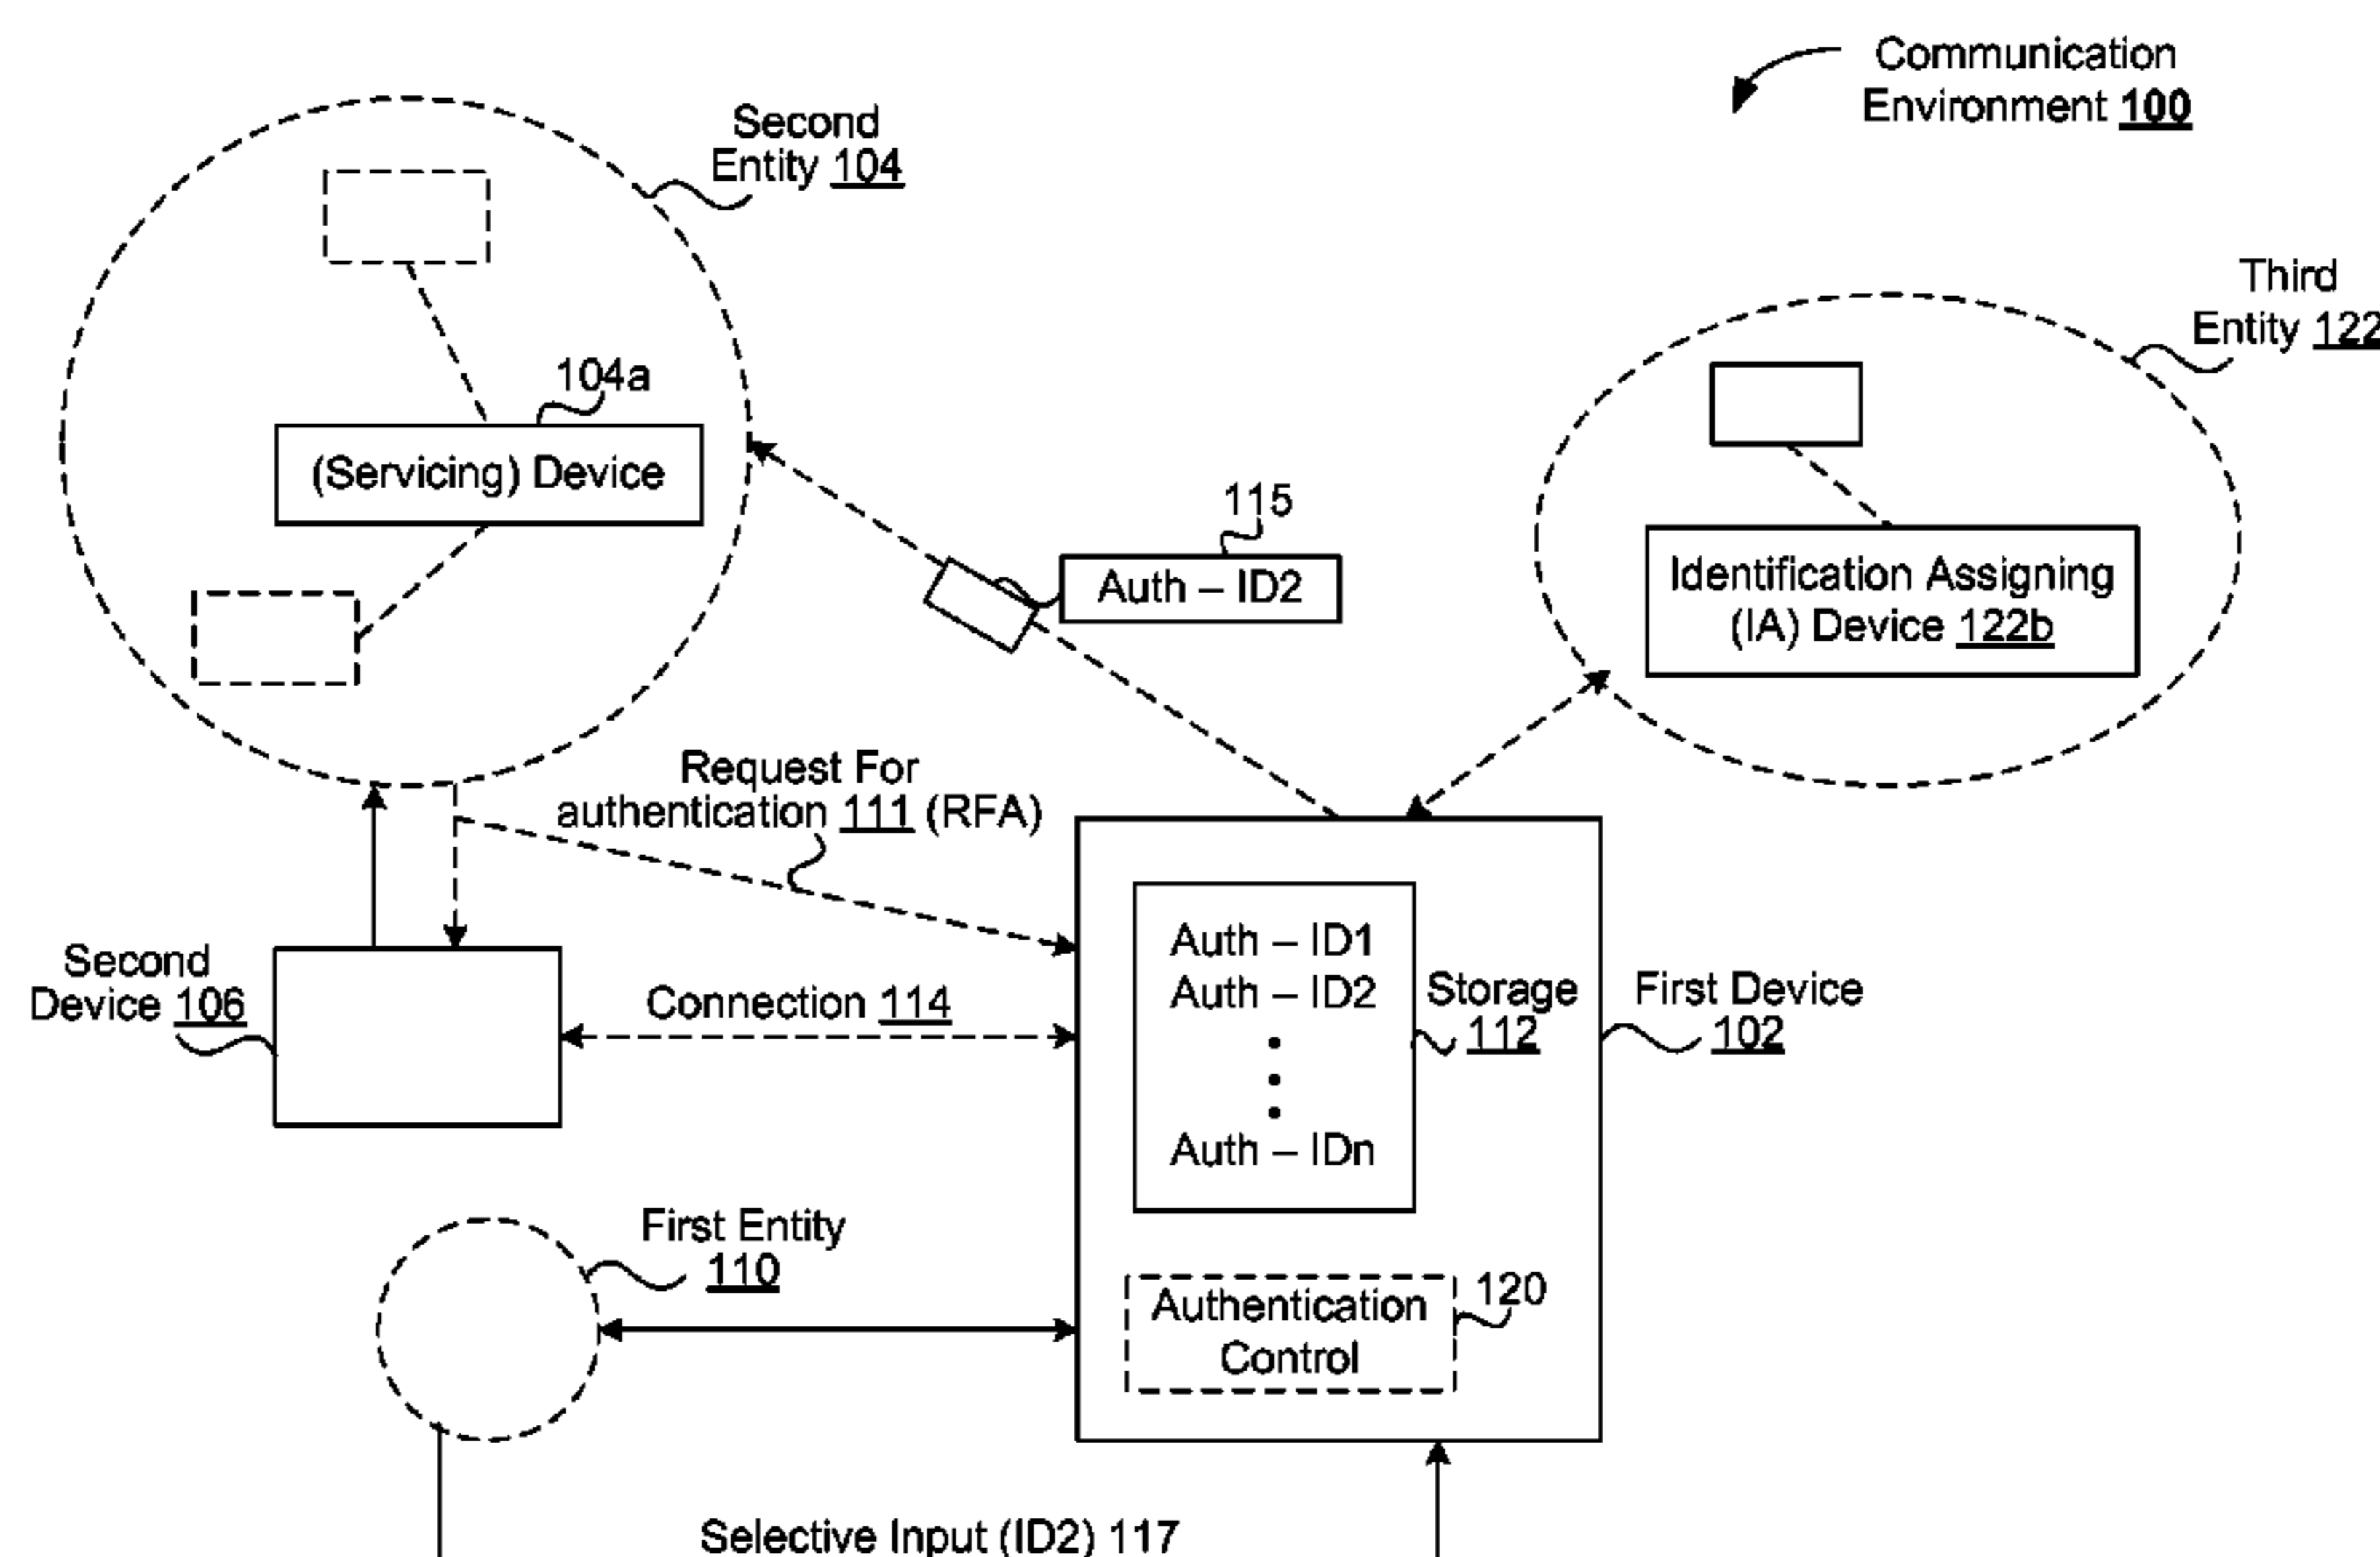 Communication
Environment 100
Second
Entity 104
Third
Entity 122
104a
(Servicing) Device
115
Auth – ID2
Identification Assigning
(IA) Device 122b
Request For
authentication 111 (RFA)
Second
Device 106
Connection 114
Auth – ID1
Auth – ID2
Auth – IDn
Storage
112
First Device
102
First Entity
110
Authentication
Control
120
Selective Input (ID2) 117